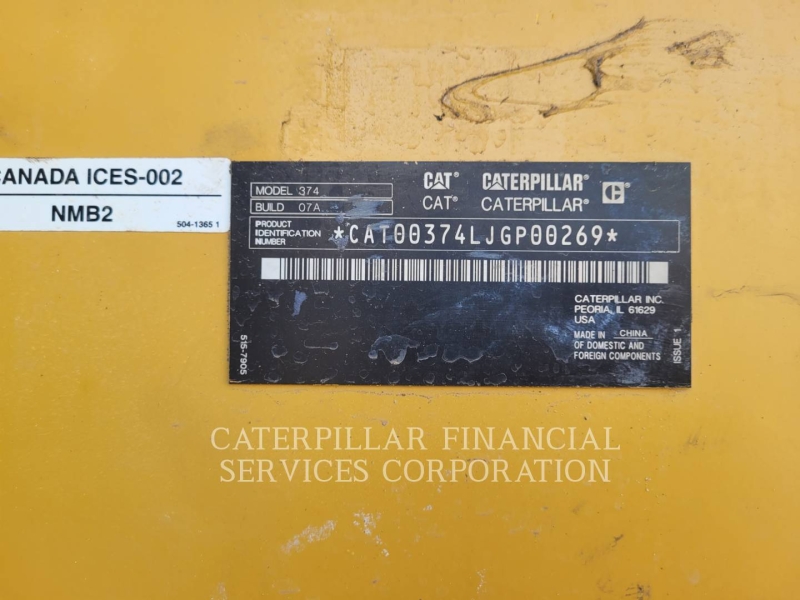 CANADA ICES-002
NMB2
504-1365 1
MODEL 374
BUILD 07A
CAT® CATERPILLAR® C®
CAT® CATERPILLAR®
PRODUCT
IDENTIFICATION
NUMBER
*CAT00374LJGP00269*
CATERPILLAR INC.
PEORIA, IL 61629
USA
MADE IN CHINA
OF DOMESTIC AND
FOREIGN COMPONENTS
515-7905
ISSUE 1
CATERPILLAR FINANCIAL
SERVICES CORPORATION